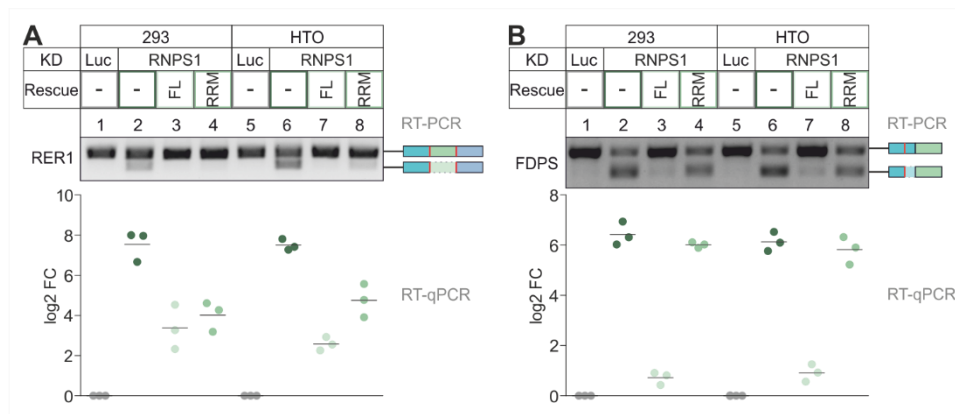 A
293 HTO
KD Luc RNPS1 Luc RNPS1
Rescue - - FL RRM - - FL RRM
1 2 3 4 5 6 7 8
RT-PCR
RER1
8
6
4
2
0
log2 FC
RT-qPCR
B
293 HTO
KD Luc RNPS1 Luc RNPS1
Rescue - - FL RRM - - FL RRM
1 2 3 4 5 6 7 8
RT-PCR
FDPS
8
6
4
2
0
log2 FC
RT-qPCR